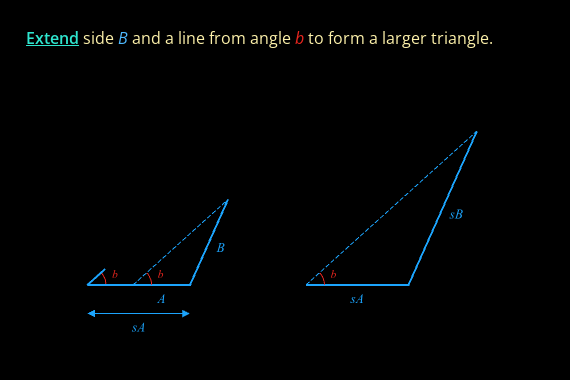 Extend side B and a line from angle b to form a larger triangle.
sB
B
b b b
A sA
sA